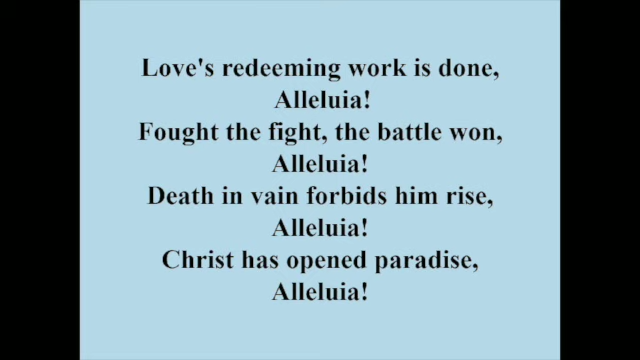 Love's redeeming work is done,
Alleluia!
Fought the fight, the battle won,
Alleluia!
Death in vain forbids him rise,
Alleluia!
Christ has opened paradise,
Alleluia!